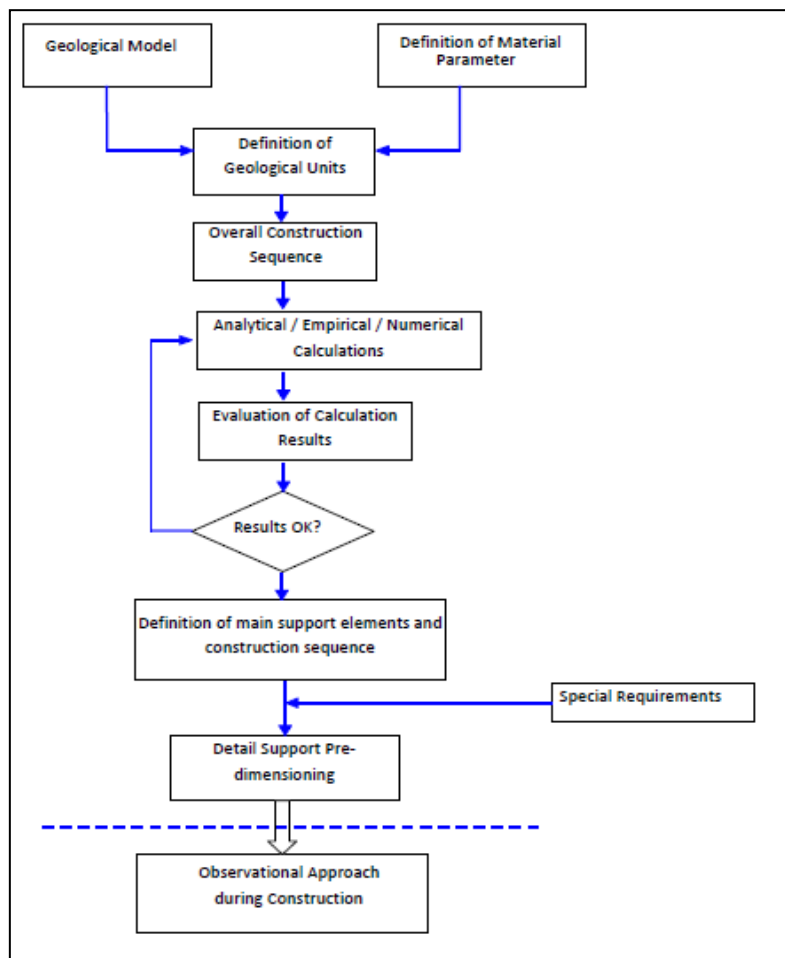 Geological Model
Definition of Material
Parameter
Definition of
Geological Units
Overall Construction
Sequence
Analytical / Empirical / Numerical
Calculations
Evaluation of Calculation
Results
Results OK?
Definition of main support elements and
construction sequence
Special Requirements
Detail Support Pre-
dimensioning
Observational Approach
during Construction